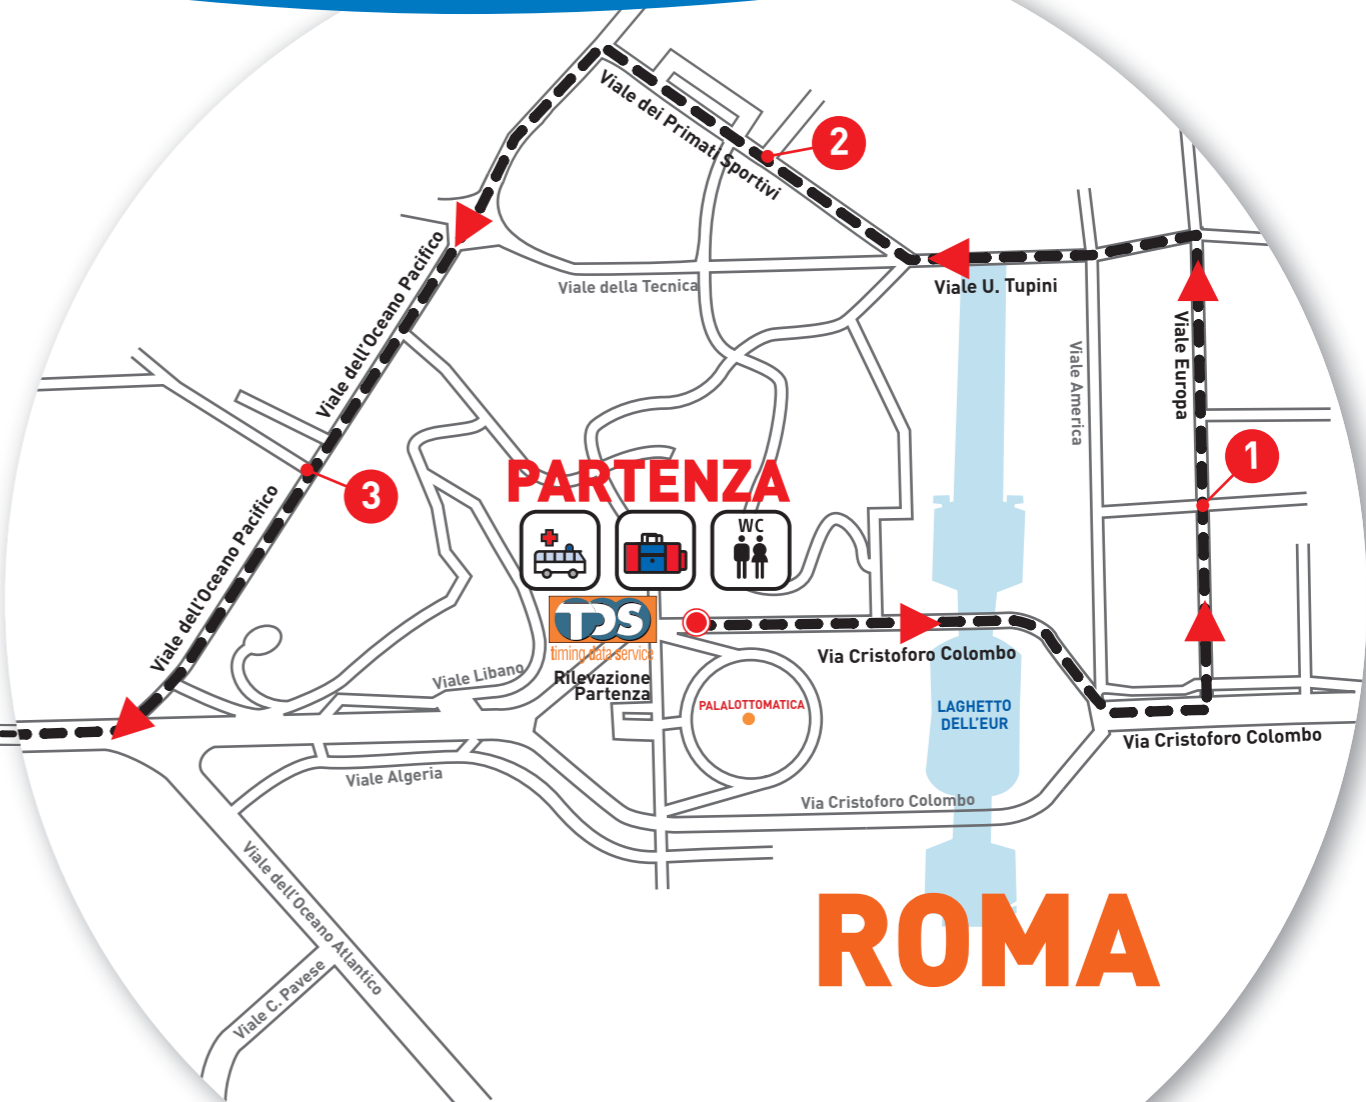 2
Viale dei Primati Sportivi
Viale dell'Oceano Pacifico
Viale della Tecnica
Viale U. Tupini
Viale Europa
Viale America
1
3
PARTENZA
WC
Viale dell'Oceano Pacifico
TDS
timing data service
Rilevazione
Partenza
Via Cristoforo Colombo
Viale Libano
PALALOTTOMATICA
LAGHETTO
DELL'EUR
Via Cristoforo Colombo
Viale Algeria
Via Cristoforo Colombo
Viale dell'Oceano Atlantico
Viale C. Pavese
ROMA